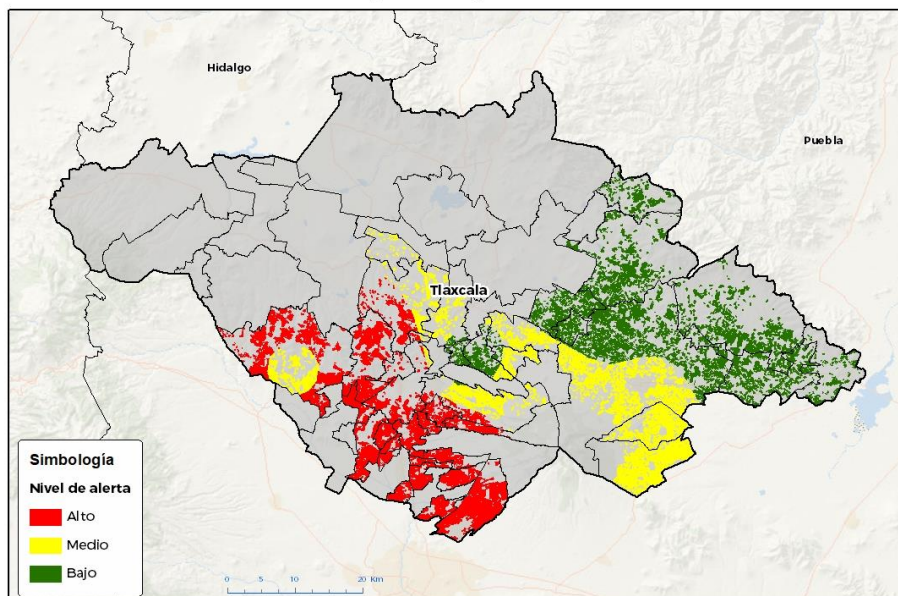 Hidalgo
Puebla
Tlaxcala
Simbología
Nivel de alerta
Alto
Medio
Bajo
0 5 10 20 Km